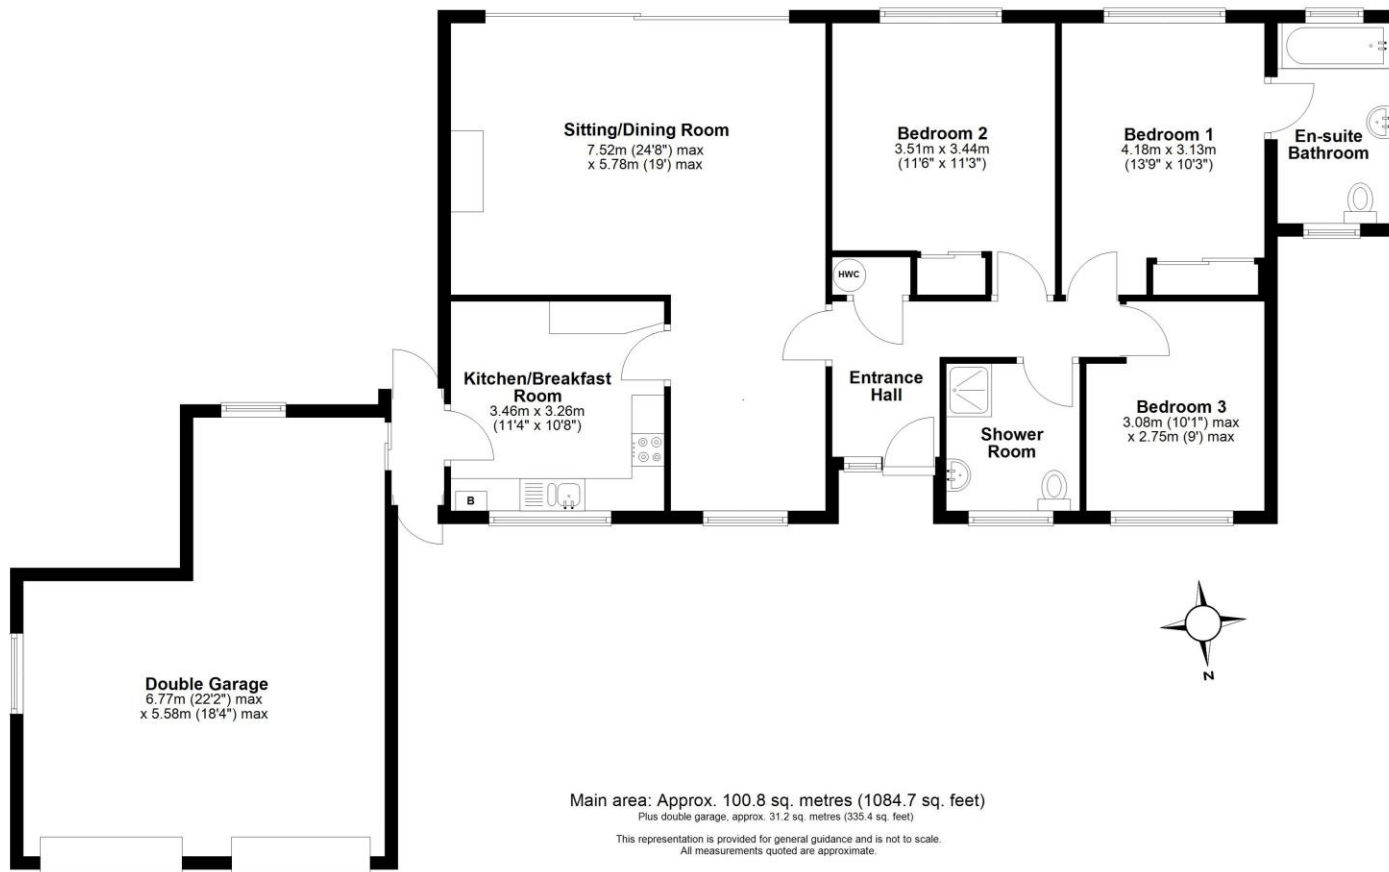 Sitting/Dining Room
7.52m (24'8") max
x 5.78m (19') max
Bedroom 2
3.51m x 3.44m
(11'6" x 11'3")
Bedroom 1
4.18m x 3.13m
(13'9" x 10'3")
En-suite
Bathroom
HWC
Kitchen/Breakfast
Room
3.46m x 3.26m
(11'4" x 10'8")
B
Entrance
Hall
Shower
Room
Bedroom 3
3.08m (10'1") max
x 2.75m (9') max
Double Garage
6.77m (22'2") max
x 5.58m (18'4") max
N
Main area: Approx. 100.8 sq. metres (1084.7 sq. feet)
Plus double garage, approx. 31.2 sq. metres (335.4 sq. feet)
This representation is provided for general guidance and is not to scale.
All measurements quoted are approximate.